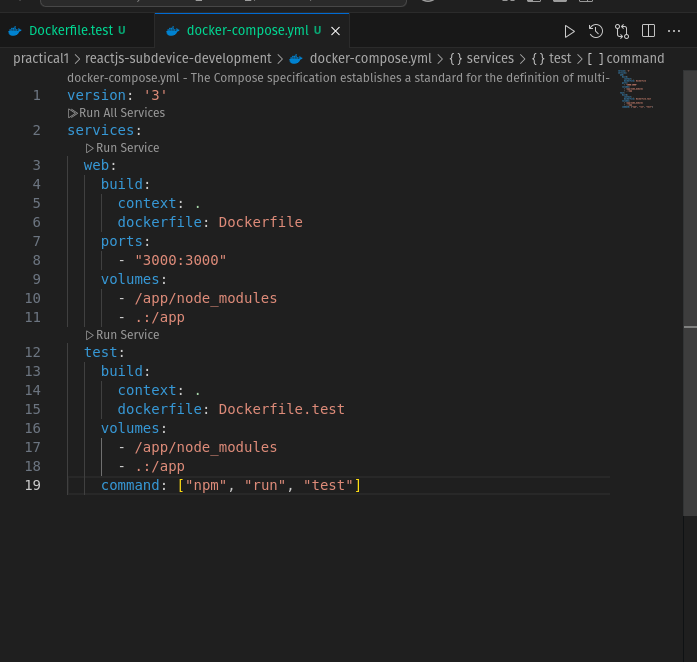 Dockerfile.test U
docker-compose.yml U
practical1 > reactjs-subdevice-development > docker-compose.yml > {} services > {} test > [ ] command
docker-compose.yml - The Compose specification establishes a standard for the definition of multi-
1 version: '3'
Run All Services
2 services:
Run Service
3 web:
4 build:
5 context: .
6 dockerfile: Dockerfile
7 ports:
8 - "3000:3000"
9 volumes:
10 - /app/node_modules
11 - .:/app
Run Service
12 test:
13 build:
14 context: .
15 dockerfile: Dockerfile.test
16 volumes:
17 - /app/node_modules
18 - .:/app
19 command: ["npm", "run", "test"]